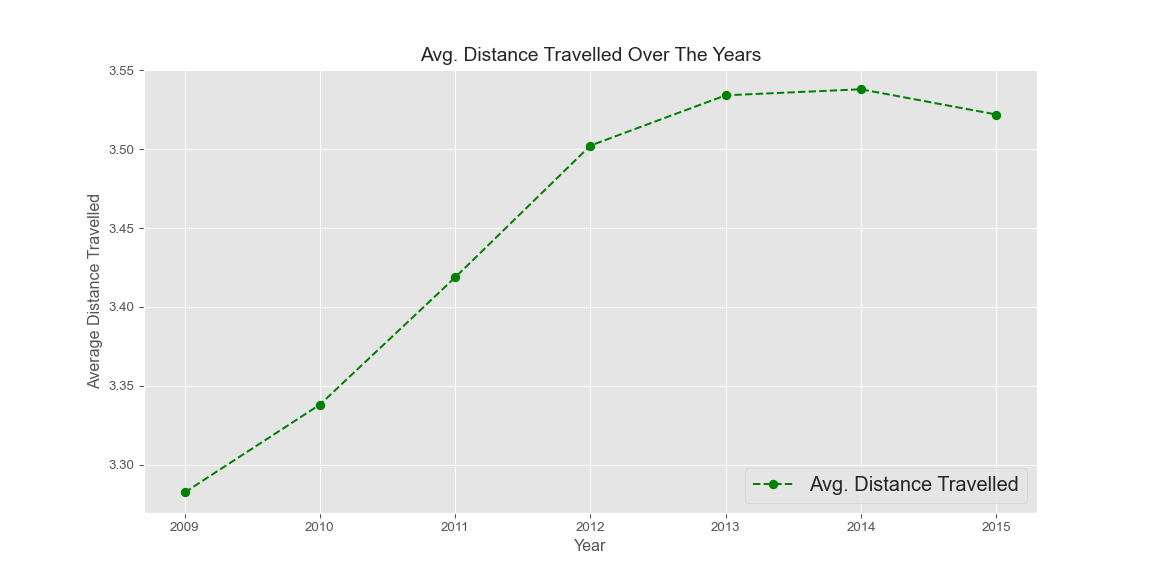 Avg. Distance Travelled Over The Years
3.55
3.50
3.45
3.40
3.35
3.30
Average Distance Travelled
Avg. Distance Travelled
2009 2010 2011 2012 2013 2014 2015
Year